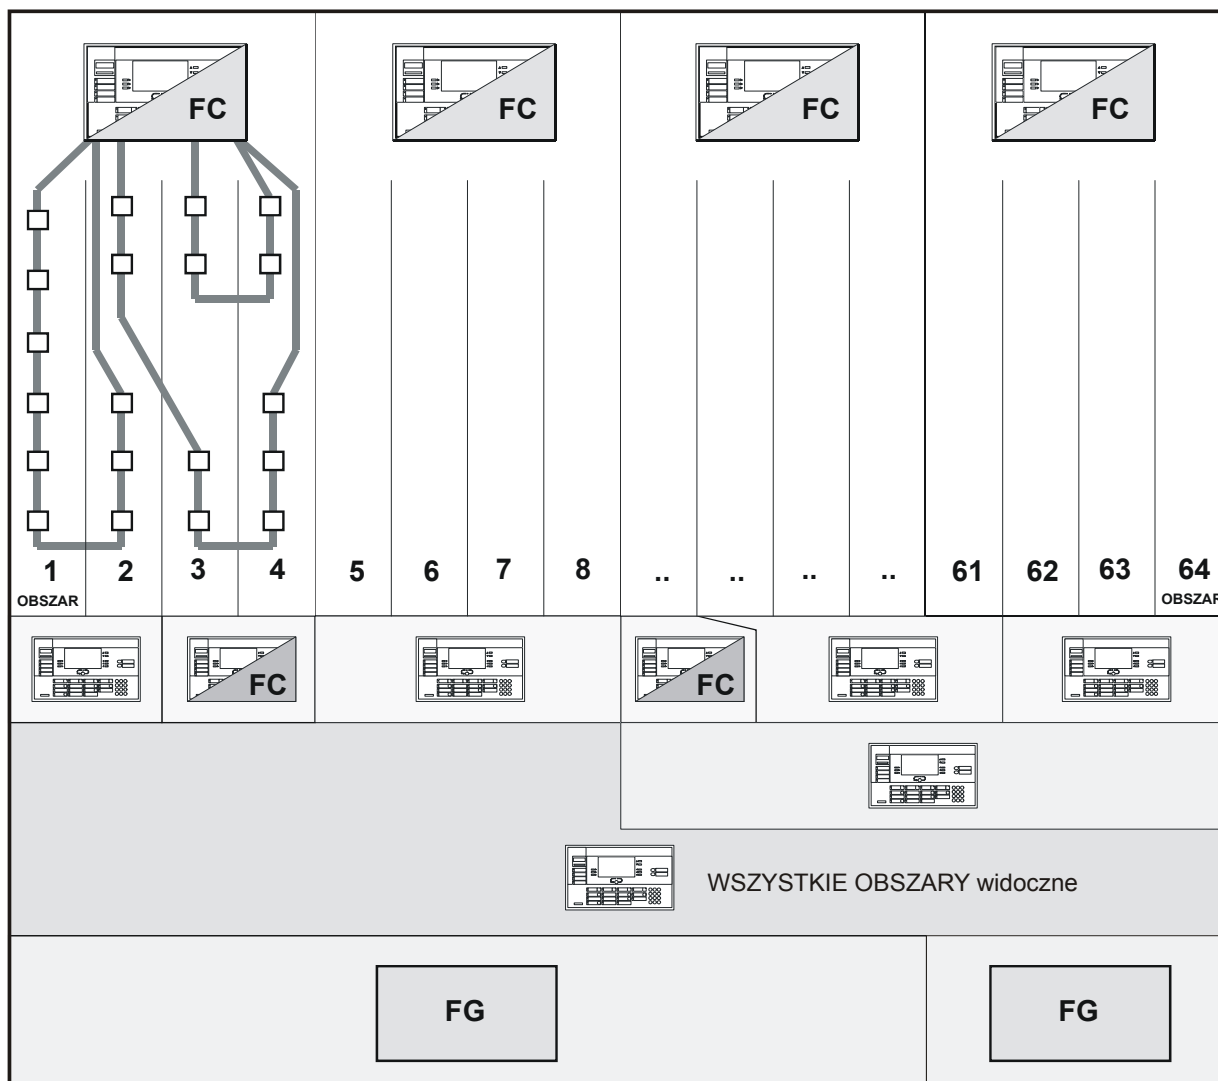 FC FC FC FC
1 2 3 4 5 6 7 8 .. .. .. .. 61 62 63 64
OBSZAR OBSZAR
FC FC
WSZYSTKIE OBSZARY widoczne
FG FG